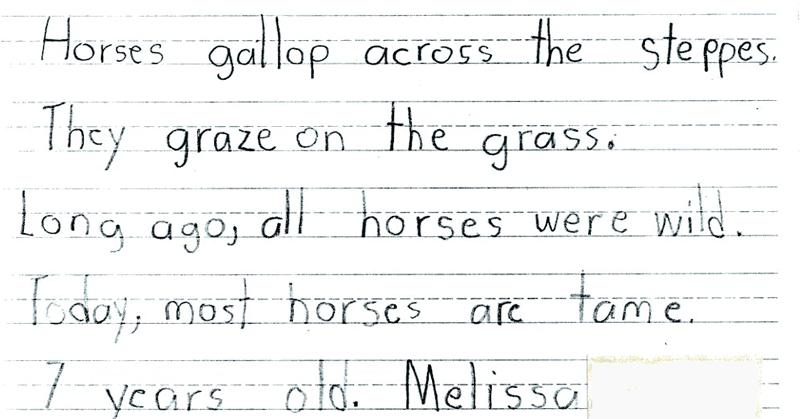 Horses gallop across the steppes.
They graze on the grass.
Long ago, all horses were wild.
Today, most horses are tame.
7 years old. Melissa